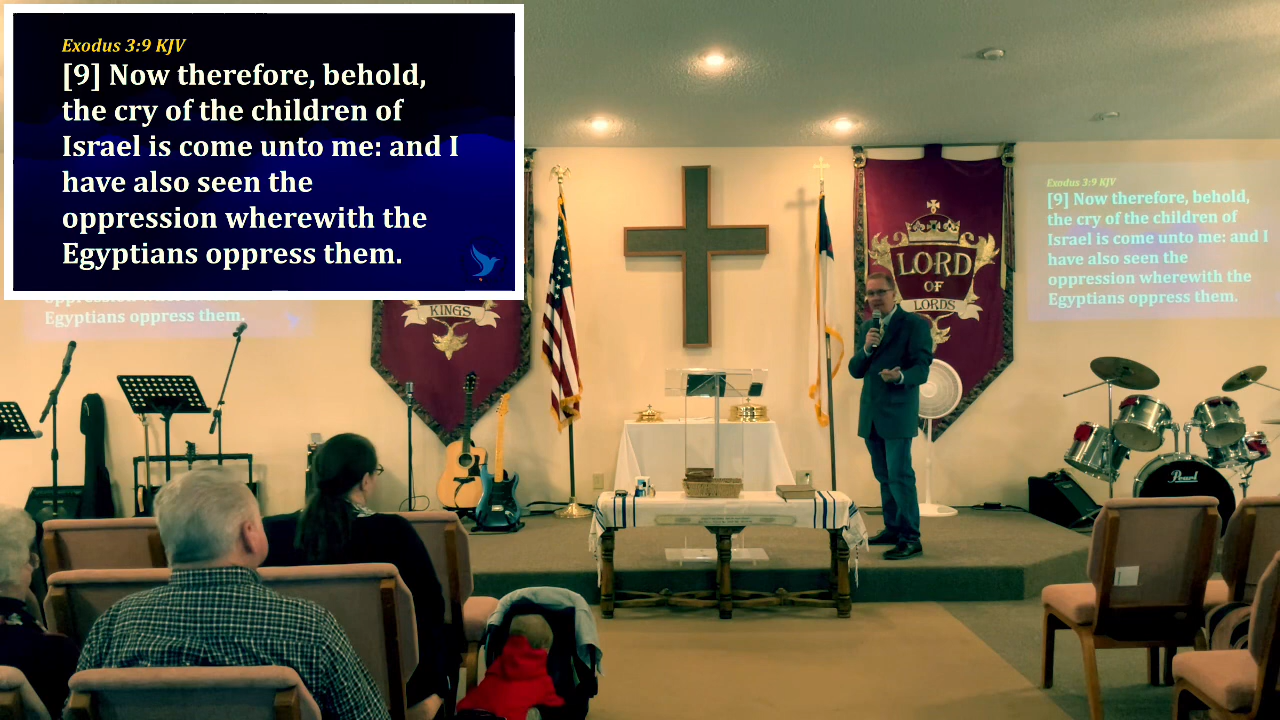 Exodus 3:9 KJV
[9] Now therefore, behold,
the cry of the children of
Israel is come unto me: and I
have also seen the
oppression wherewith the
Egyptians oppress them.
Egyptians oppress them.
KINGS
LORD
OF
LORDS
Exodus 3:9 KJV
[9] Now therefore, behold,
the cry of the children of
Israel is come unto me: and I
have also seen the
oppression wherewith the
Egyptians oppress them.
Pearl